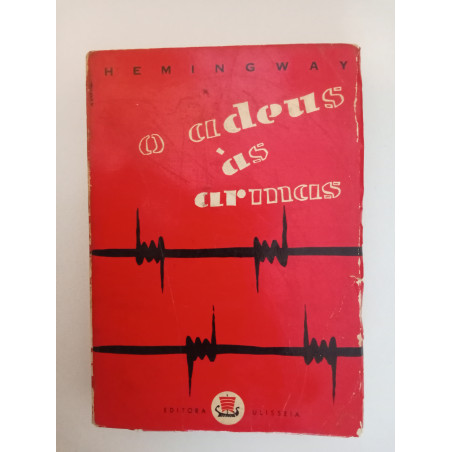 HEMINGWAY
o adeus
às
armas
EDITORA ULISSEIA